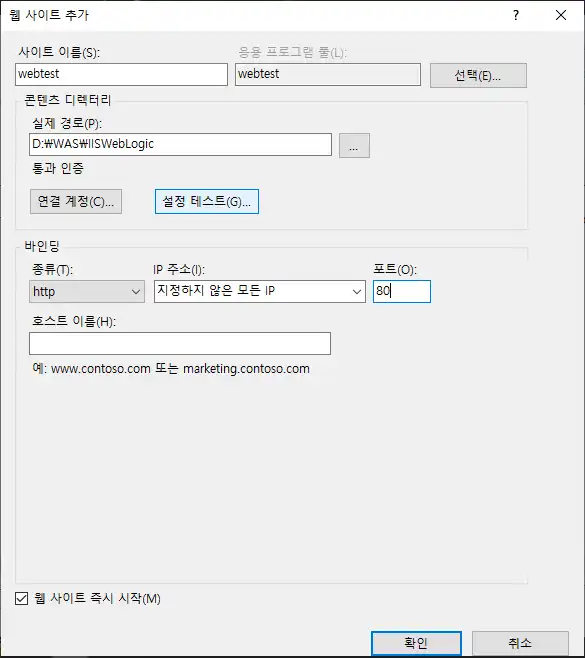 웹 사이트 추가
?
사이트 이름(S):
응용 프로그램 풀(L):
webtest
webtest
선택(E)...
콘텐츠 디렉터리
실제 경로(P):
D:\WAS\IISWebLogic
...
통과 인증
연결 계정(C)...
설정 테스트(G)...
바인딩
종류(T):
IP 주소(I):
포트(O):
http
지정하지 않은 모든 IP
80
호스트 이름(H):
예: www.contoso.com 또는 marketing.contoso.com
웹 사이트 즉시 시작(M)
확인
취소